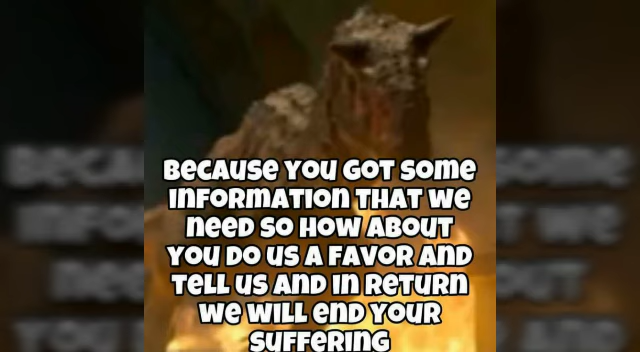 BECAUSE YOU GOT SOME
INFORMATION THAT WE
NEED SO HOW ABOUT
YOU DO US A FAVOR AND
TELL US AND IN RETURN
WE WILL END YOUR
SUFFERING